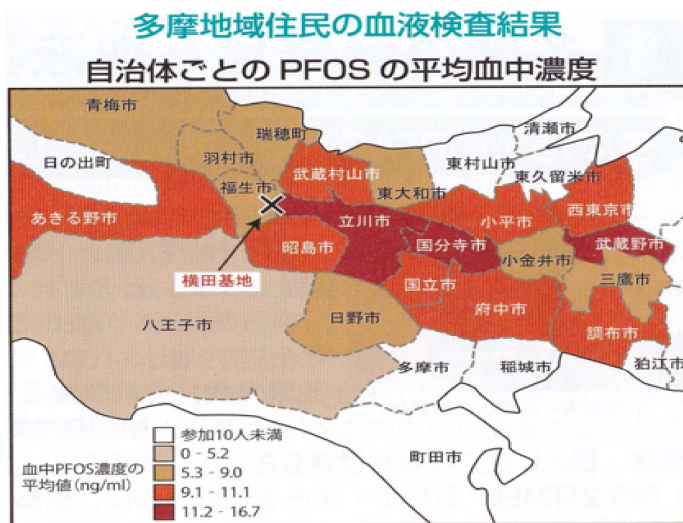 多摩地域住民の血液検査結果
自治体ごとのPFOSの平均血中濃度
青梅市
瑞穂町
清瀬市
日の出町
羽村市
武蔵村山市
東村山市
東久留米市
福生市
東大和市
あきる野市
立川市
小平市
西東京市
昭島市
国分寺市
小金井市
武蔵野市
横田基地
国立市
三鷹市
八王子市
日野市
府中市
調布市
多摩市
稲城市
狛江市
町田市
参加10人未満
0 - 5.2
血中PFOS濃度の
平均値(ng/ml)
5.3 - 9.0
9.1 - 11.1
11.2 - 16.7